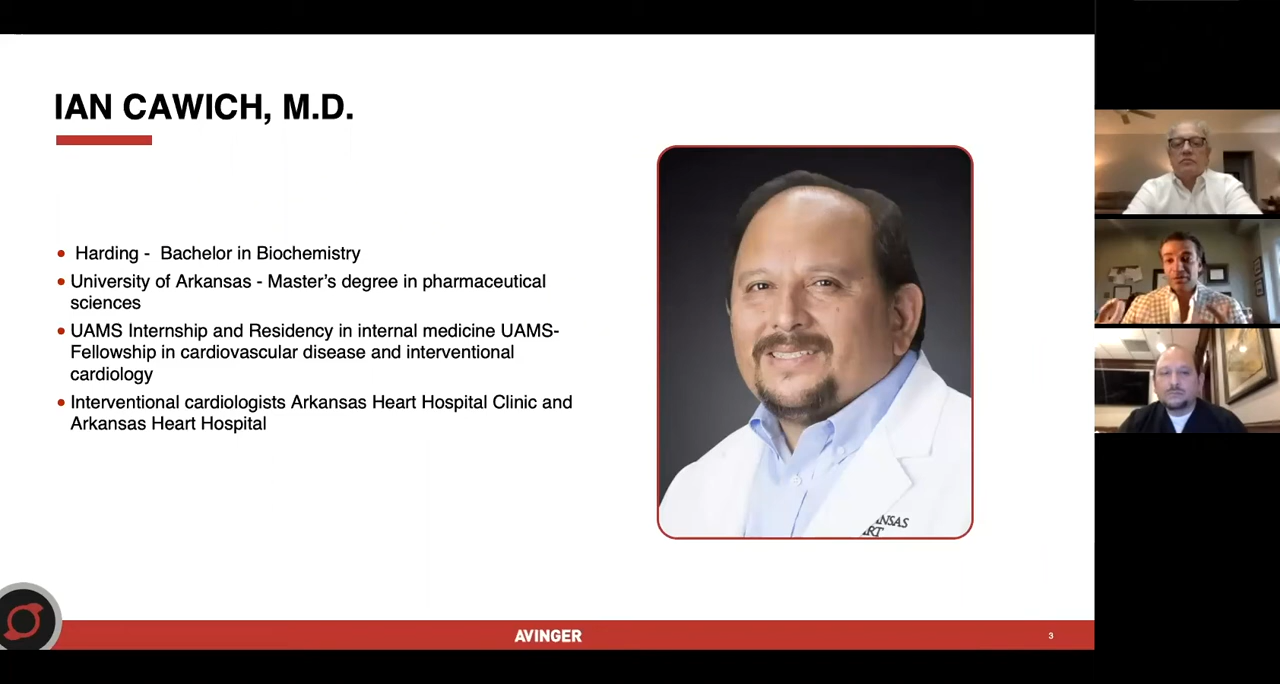 IAN CAWICH, M.D.
• Harding - Bachelor in Biochemistry
• University of Arkansas - Master's degree in pharmaceutical
sciences
• UAMS Internship and Residency in internal medicine UAMS-
Fellowship in cardiovascular disease and interventional
cardiology
• Interventional cardiologists Arkansas Heart Hospital Clinic and
Arkansas Heart Hospital
ANSAS
ART
AVINGER
3